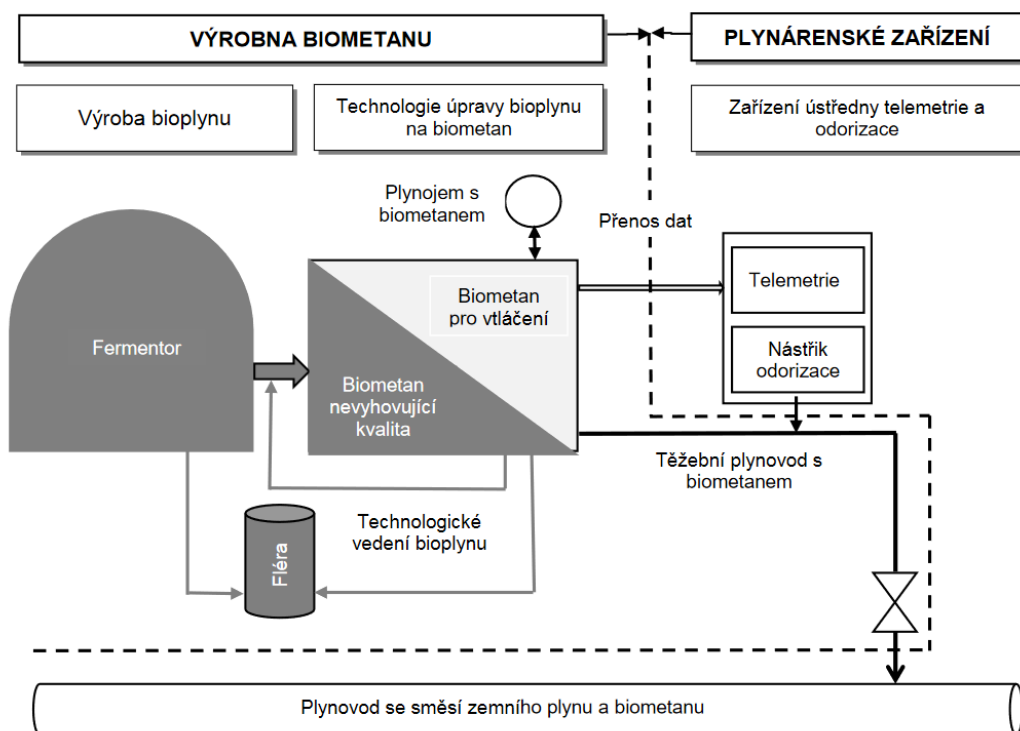 VÝROBNA BIOMETANU
PLYNÁRENSKÉ ZAŘÍZENÍ
Výroba bioplynu
Technologie úpravy bioplynu
na biometan
Zařízení ústředny telemetrie a
odorizace
Plynojem s
biometanem
Přenos dat
Telemetrie
Biometan
pro vtláčení
Fermentor
Nástřik
odorizace
Biometan
nevyhovující
kvalita
Těžební plynovod s
biometanem
Technologické
vedení bioplynu
Fléra
Plynovod se směsí zemního plynu a biometanu